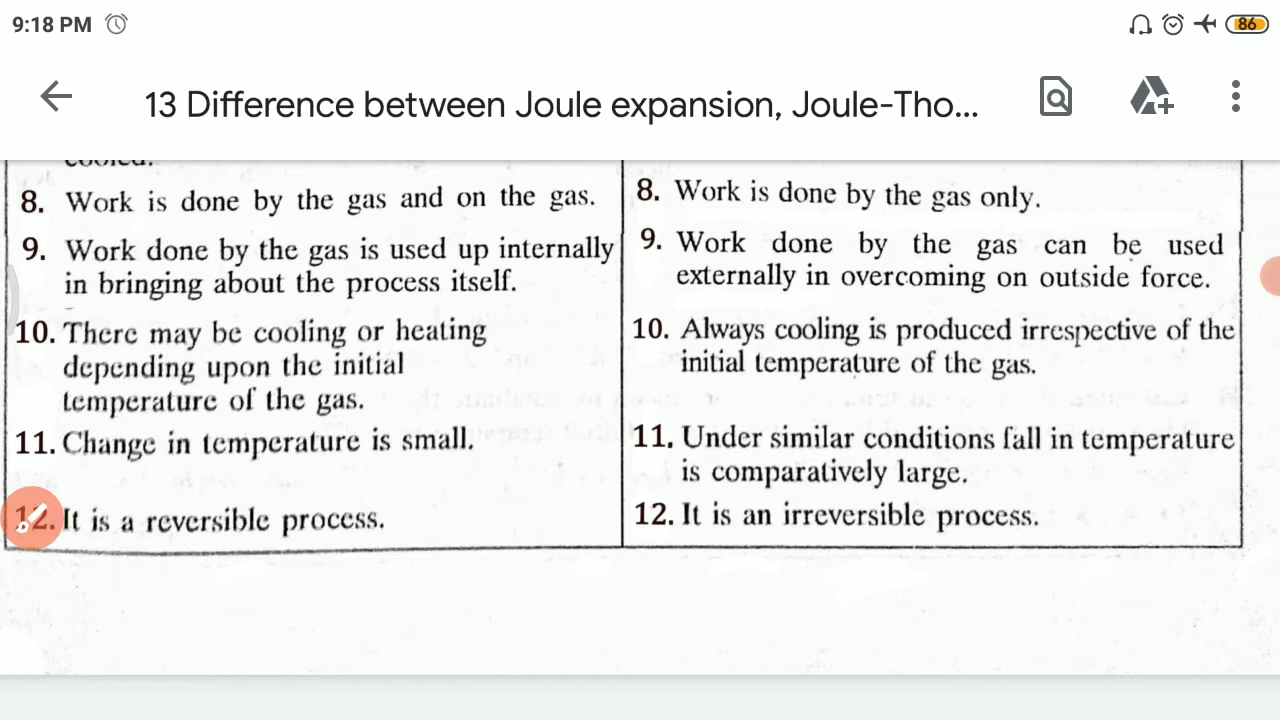 9:18 PM
86
13 Difference between Joule expansion, Joule-Tho...
cooled.
8. Work is done by the gas and on the gas.
9. Work done by the gas is used up internally
in bringing about the process itself.
10. There may be cooling or heating
depending upon the initial
temperature of the gas.
11. Change in temperature is small.
12. It is a reversible process.
8. Work is done by the gas only.
9. Work done by the gas can be used
externally in overcoming on outside force.
10. Always cooling is produced irrespective of the
initial temperature of the gas.
11. Under similar conditions fall in temperature
is comparatively large.
12. It is an irreversible process.